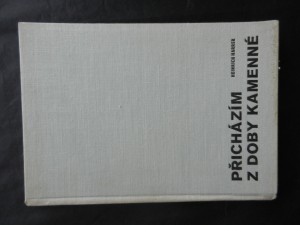 HEINRICH HARRER
PŘICHÁZÍM
Z DOBY KAMENNÉ